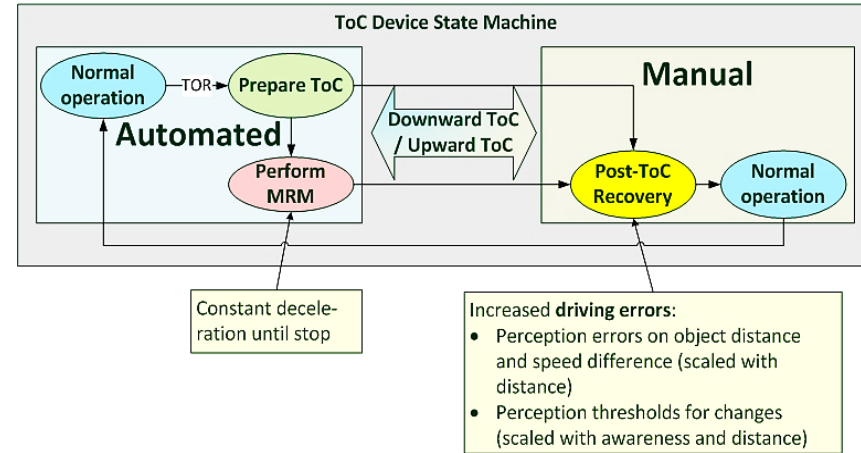 ToC Device State Machine
Normal
operation
TOR
Prepare ToC
Automated
Perform
MRM
Downward ToC
/ Upward ToC
Manual
Post-ToC
Recovery
Normal
operation
Constant decele-
ration until stop
Increased driving errors:
• Perception errors on object distance
and speed difference (scaled with
distance)
• Perception thresholds for changes
(scaled with awareness and distance)